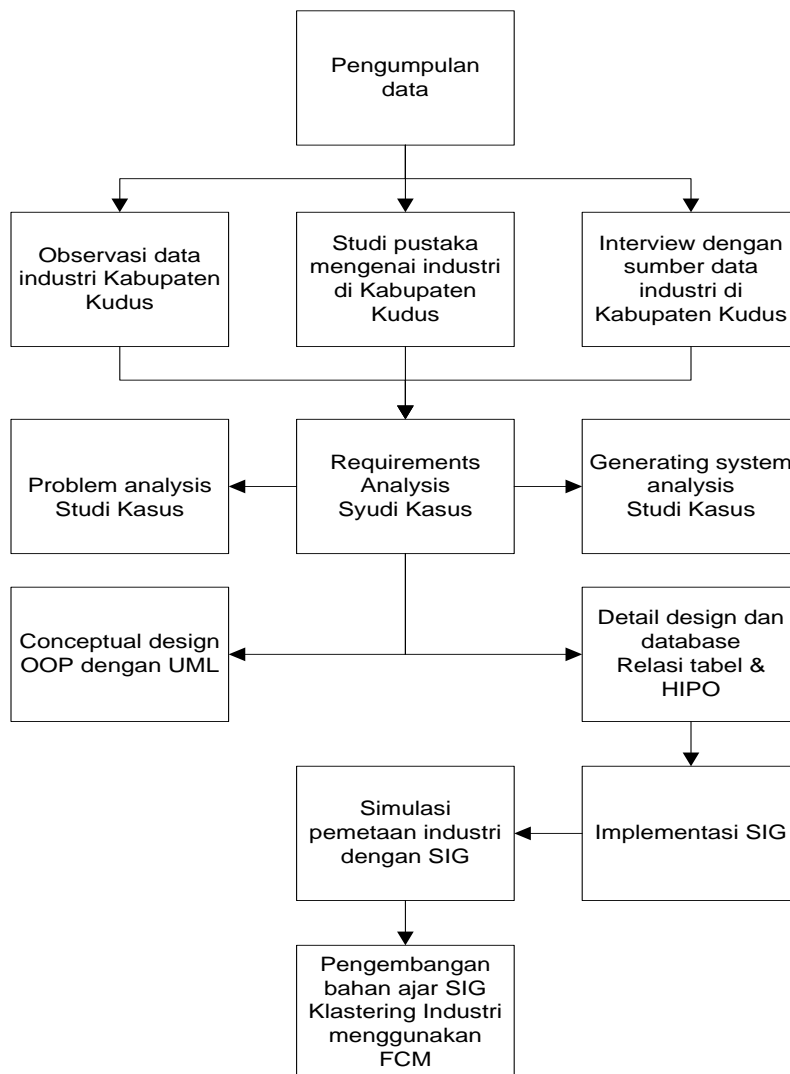 Pengumpulan
data
Observasi data
industri Kabupaten
Kudus
Studi pustaka
mengenai industri
di Kabupaten
Kudus
Interview dengan
sumber data
industri di
Kabupaten Kudus
Problem analysis
Studi Kasus
Requirements
Analysis
Syudi Kasus
Generating system
analysis
Studi Kasus
Conceptual design
OOP dengan UML
Detail design dan
database
Relasi tabel &
HIPO
Simulasi
pemetaan industri
dengan SIG
Implementasi SIG
Pengembangan
bahan ajar SIG
Klastering Industri
menggunakan
FCM